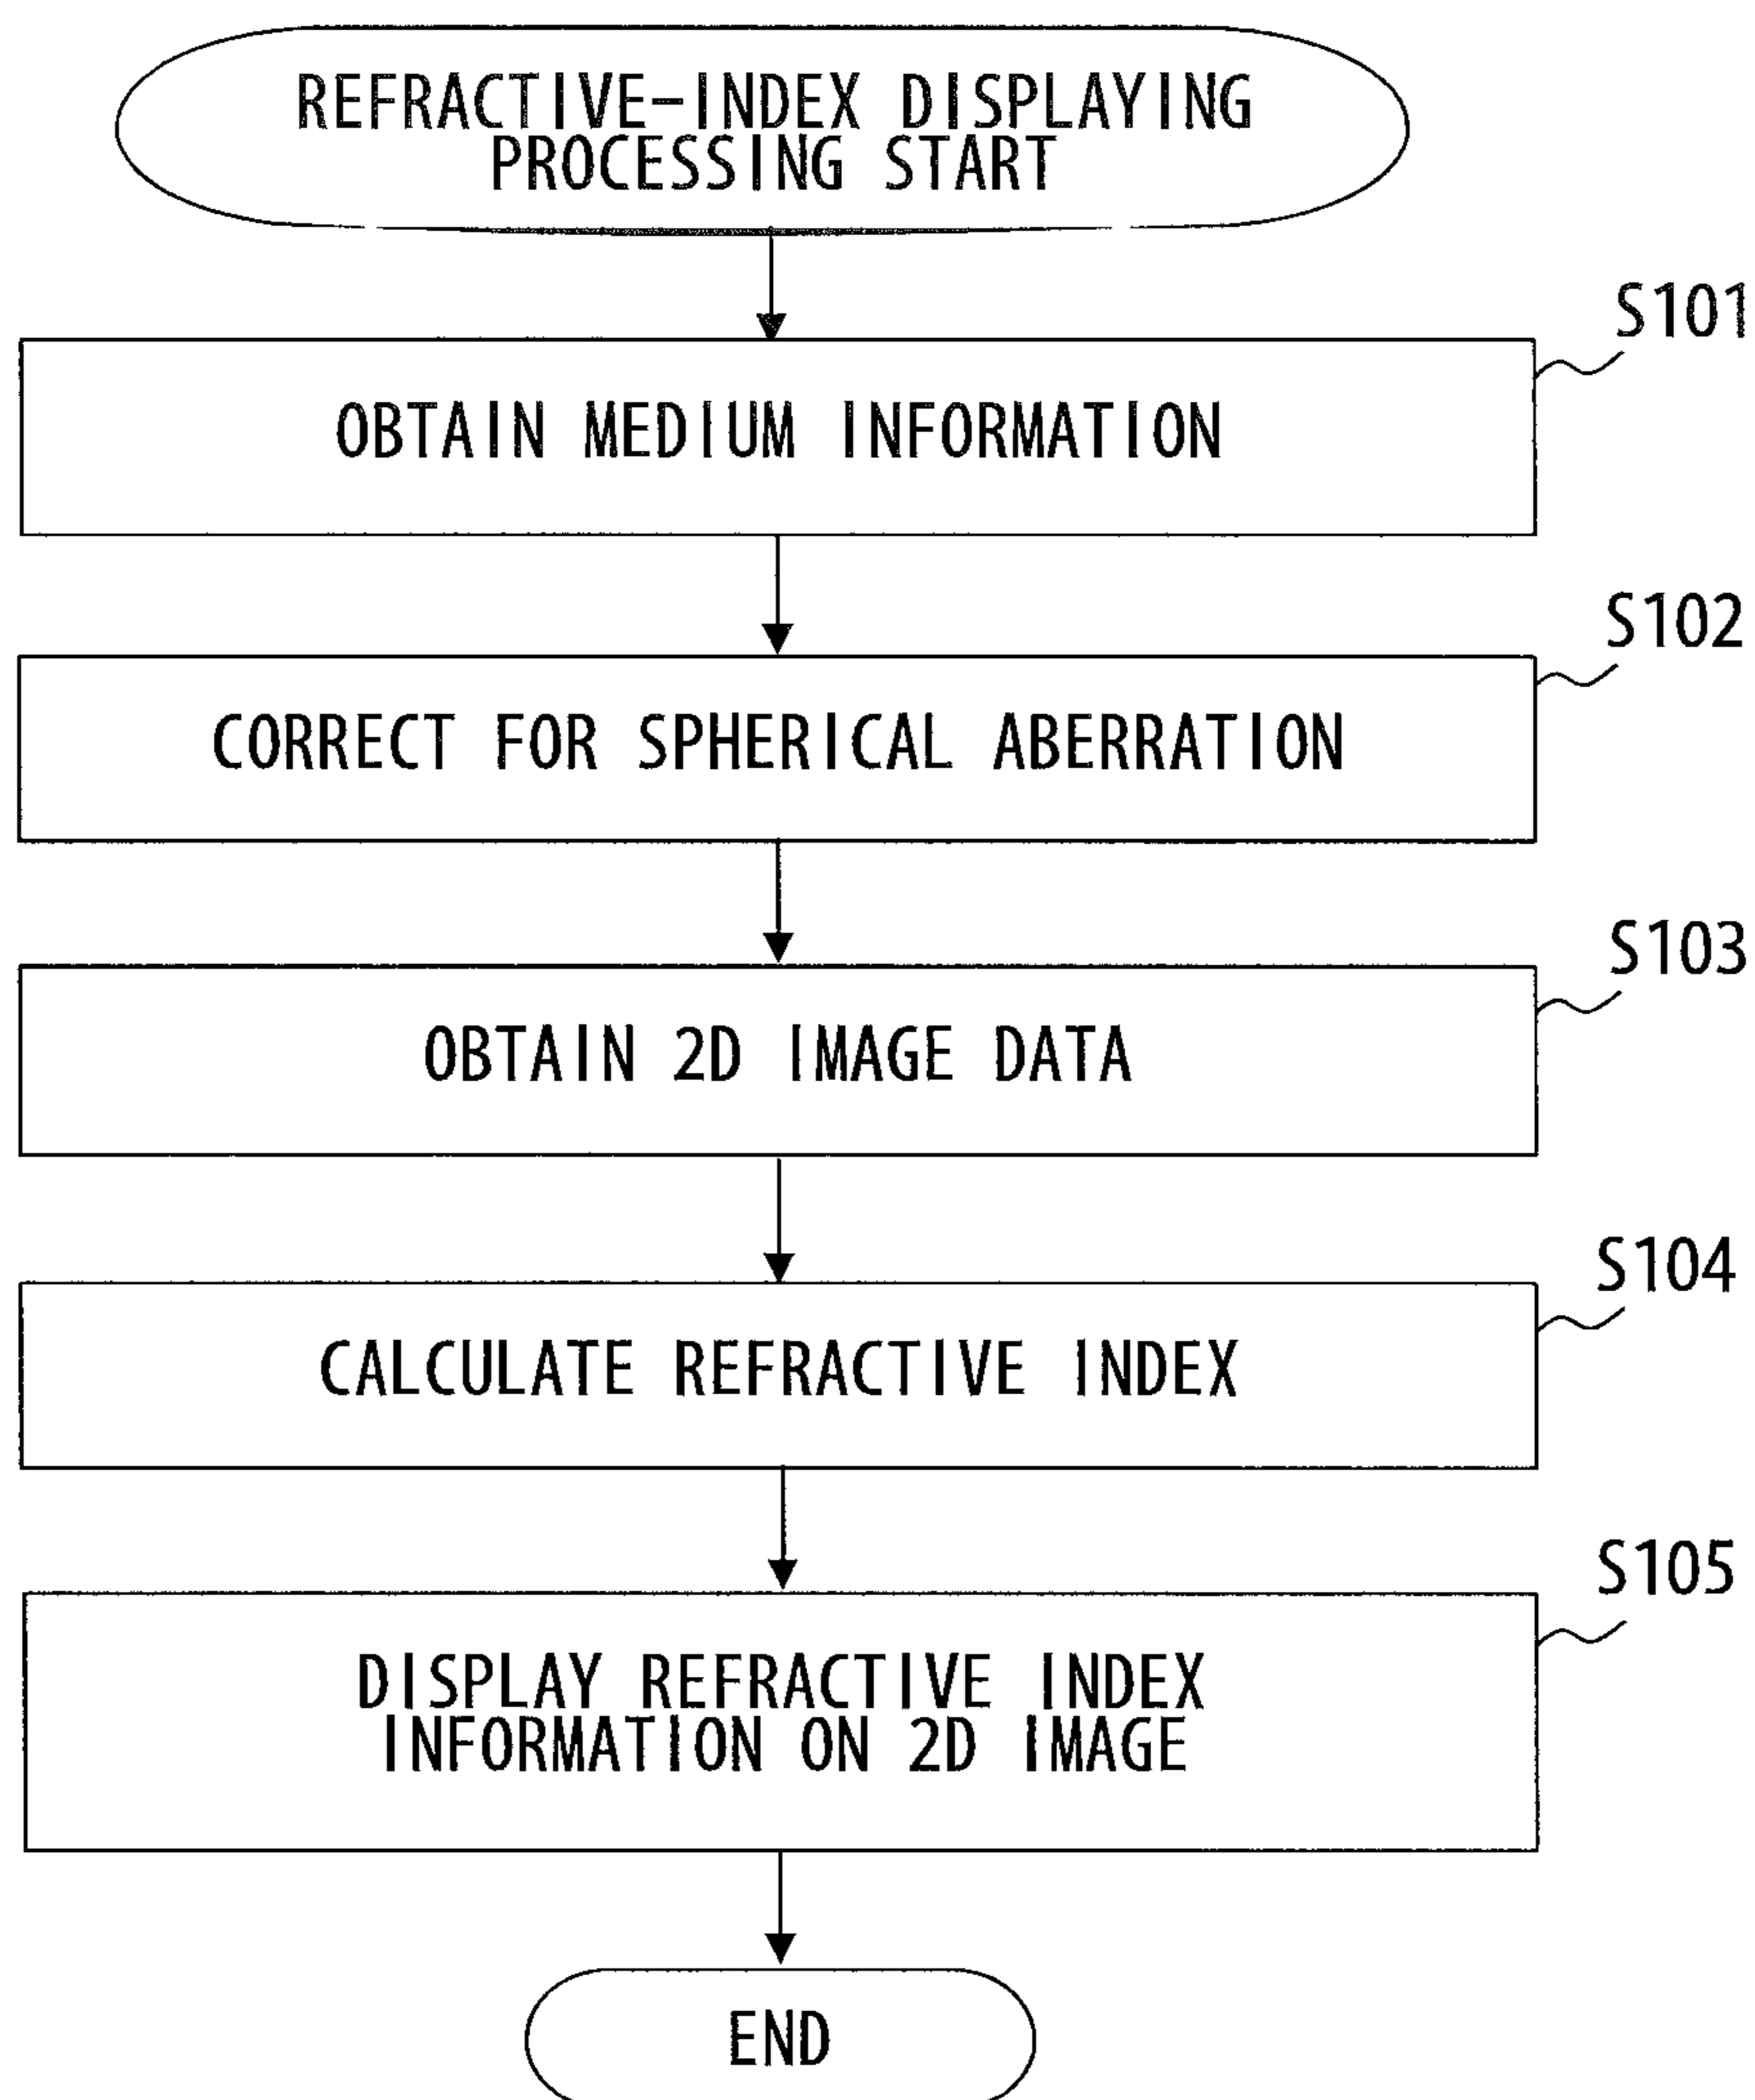 REFRACTIVE-INDEX DISPLAYING
PROCESSING START
S101
OBTAIN MEDIUM INFORMATION
S102
CORRECT FOR SPHERICAL ABERRATION
S103
OBTAIN 2D IMAGE DATA
S104
CALCULATE REFRACTIVE INDEX
S105
DISPLAY REFRACTIVE INDEX
INFORMATION ON 2D IMAGE
END